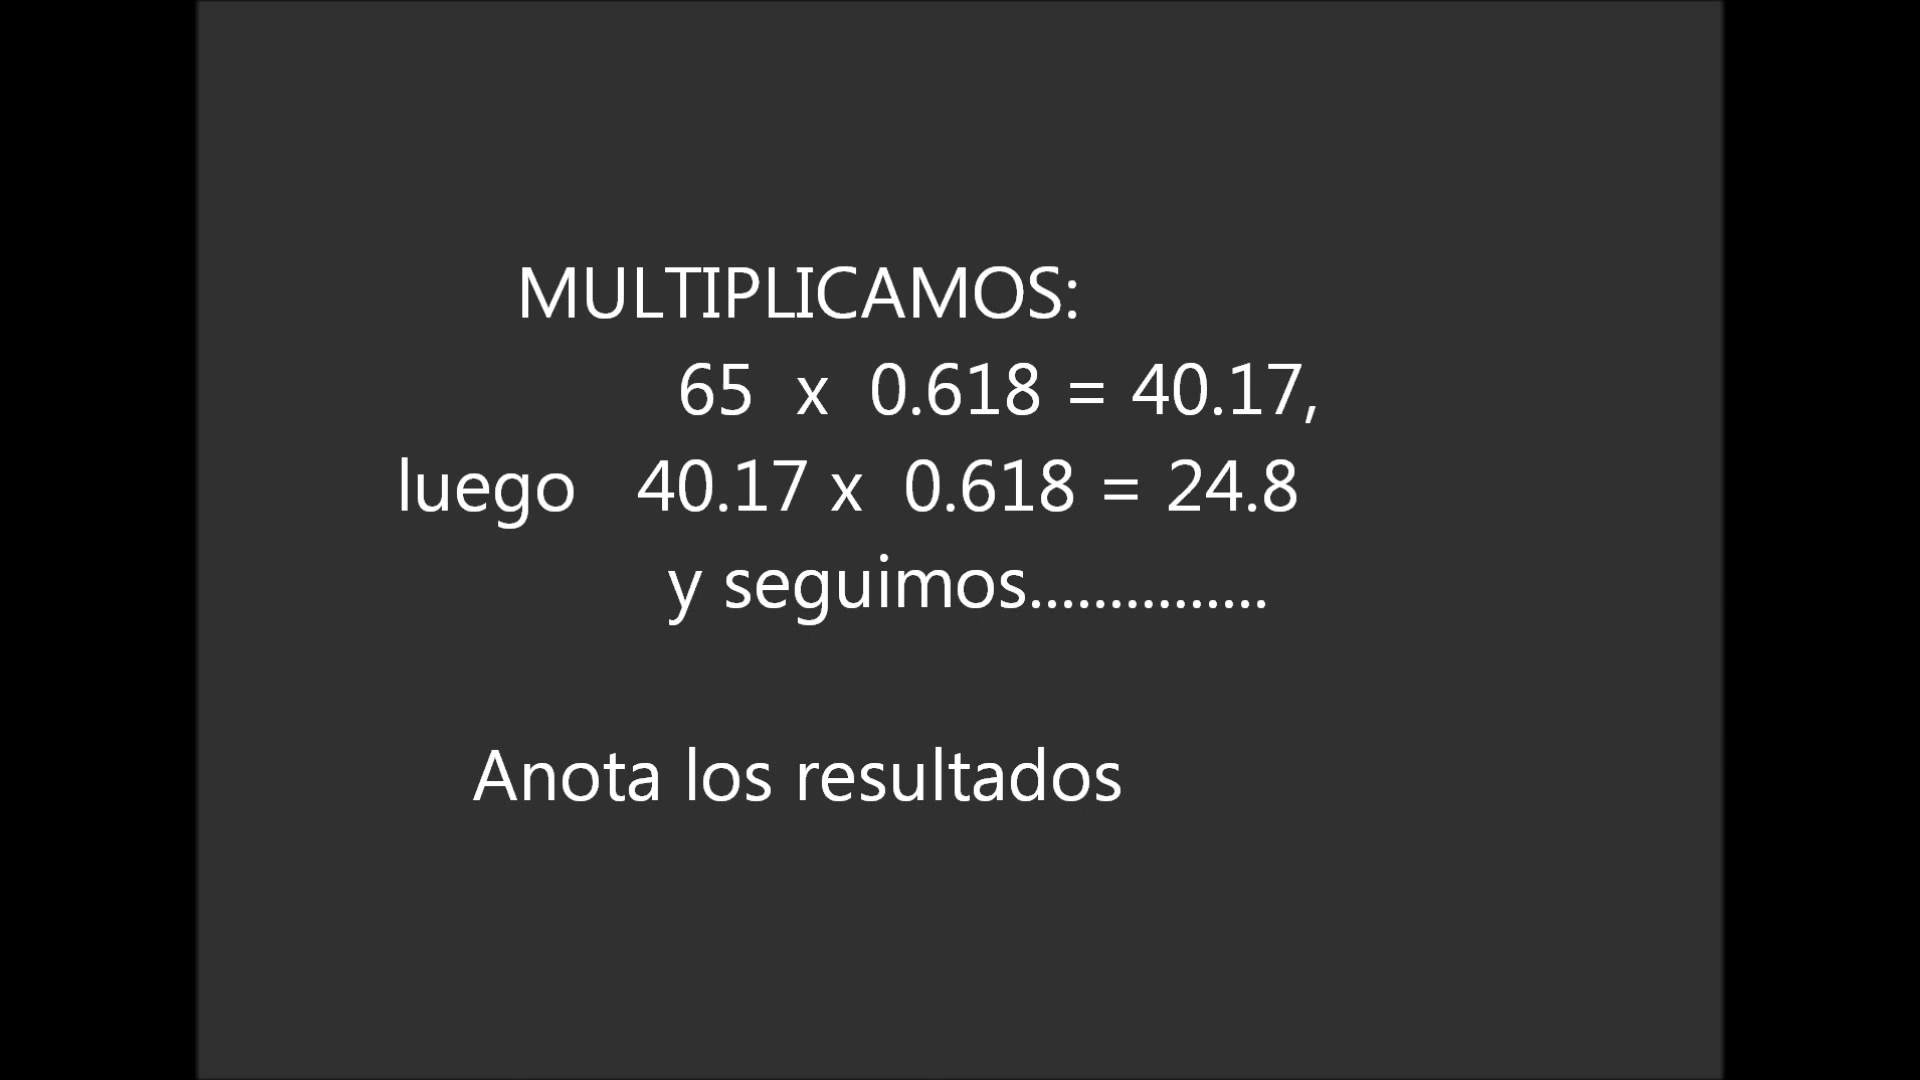 MULTIPLICAMOS:
65 x 0.618 = 40.17,
luego 40.17 x 0.618 = 24.8
y seguimos...............
Anota los resultados